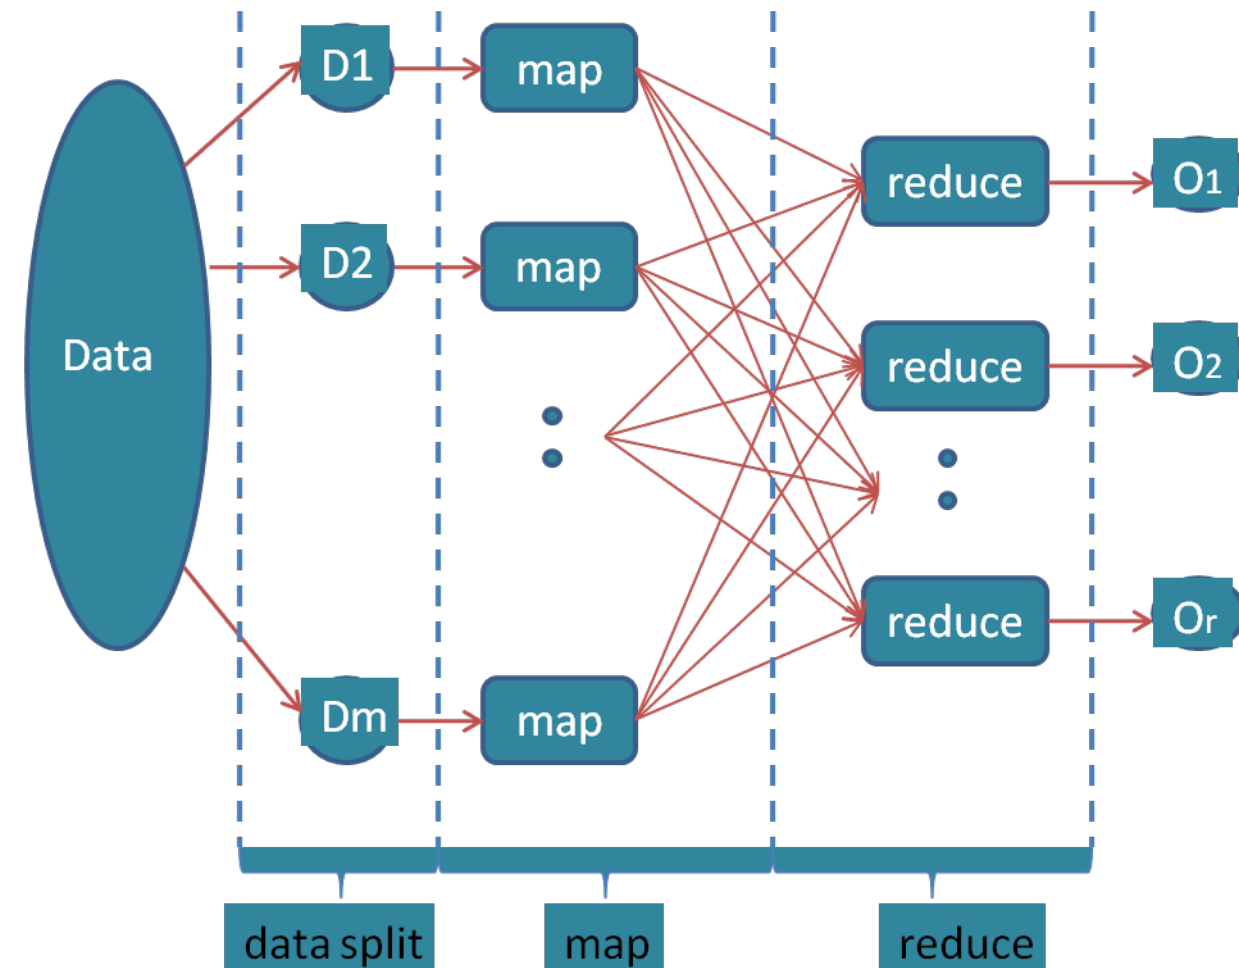 D1
map
reduce
O1
D2
map
Data
reduce
O2
reduce
Or
Dm
map
data split
map
reduce